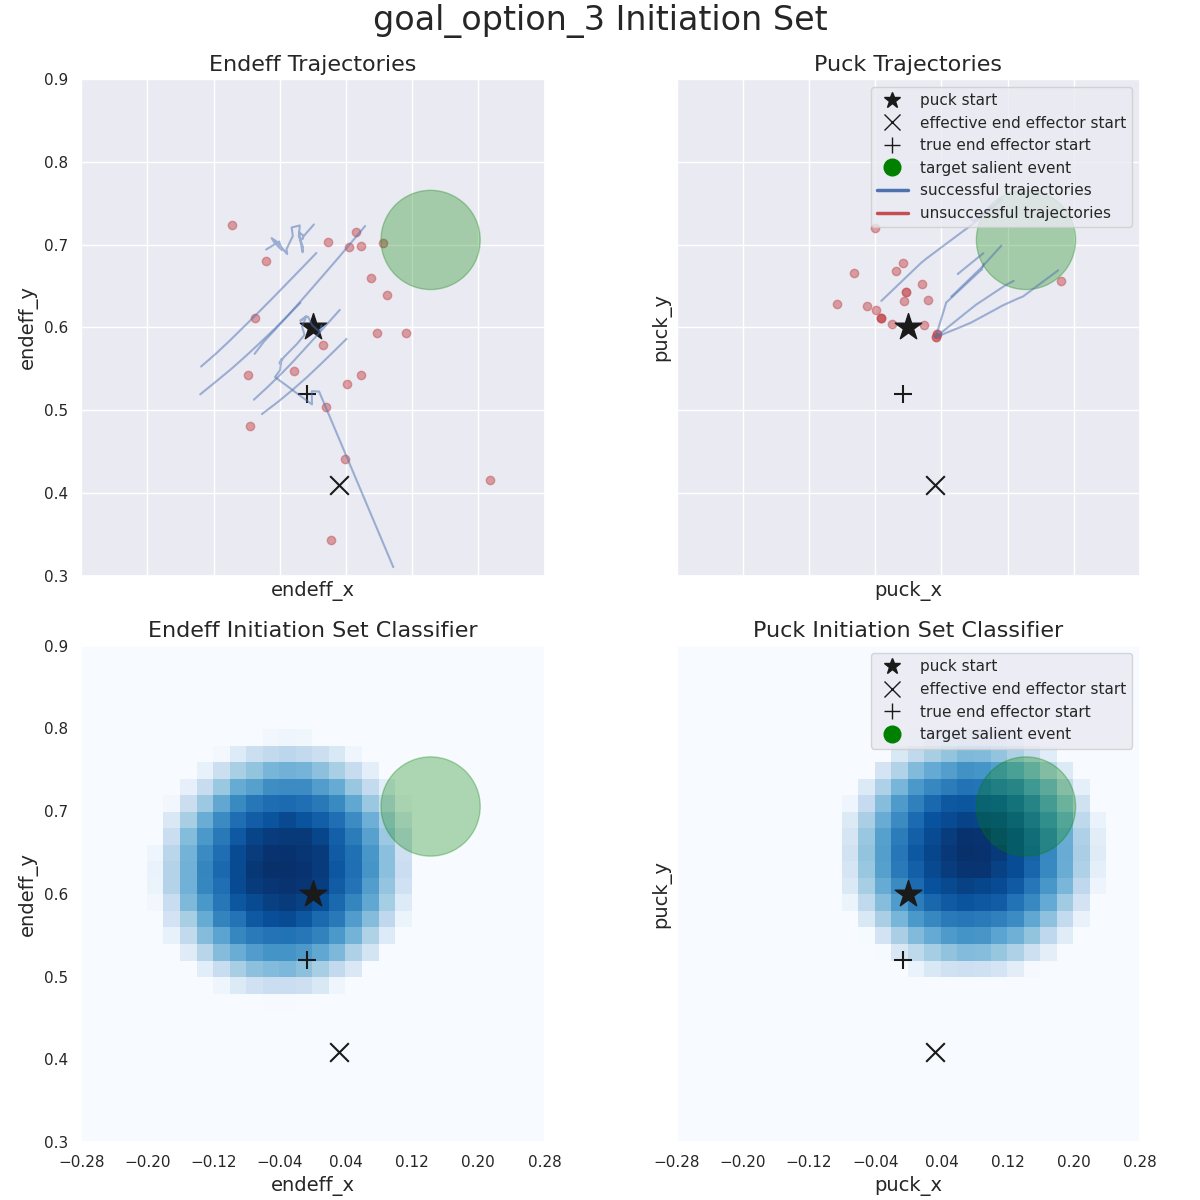 goal_option_3 Initiation Set
Endeff Trajectories
0.9
0.8
0.7
0.6
0.5
0.4
0.3
endeff_y
endeff_x
Puck Trajectories
puck start
effective end effector start
true end effector start
target salient event
successful trajectories
unsuccessful trajectories
puck_y
puck_x
Endeff Initiation Set Classifier
0.9
0.8
0.7
0.6
0.5
0.4
0.3
endeff_y
−0.28 −0.20 −0.12 −0.04 0.04 0.12 0.20 0.28
endeff_x
Puck Initiation Set Classifier
puck start
effective end effector start
true end effector start
target salient event
puck_y
−0.28 −0.20 −0.12 −0.04 0.04 0.12 0.20 0.28
puck_x